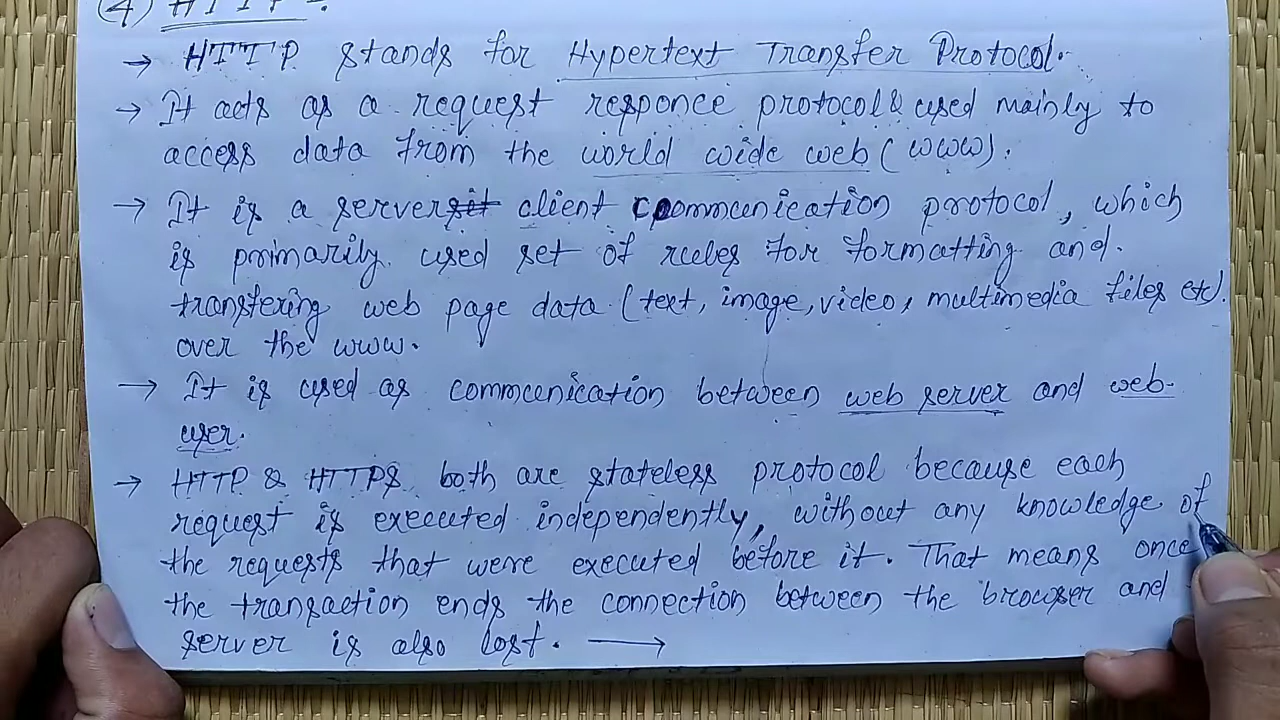 (4) HTTP :
→ HTTP stands for Hypertext Transfer Protocol.
→ It acts as a request responce protocol & used mainly to
access data from the world wide web (www).
→ It is a server client communication protocol, which
is primarily used set of rules for formatting and
transfering web page data (text, image, video, multimedia files etc).
over the www.
→ It is used as communication between web server and web
user.
→ HTTP & HTTPS both are stateless protocol because each
request is executed independently, without any knowledge of
the requests that were executed before it. That means once
the transaction ends the connection between the browser and
server is also lost. →